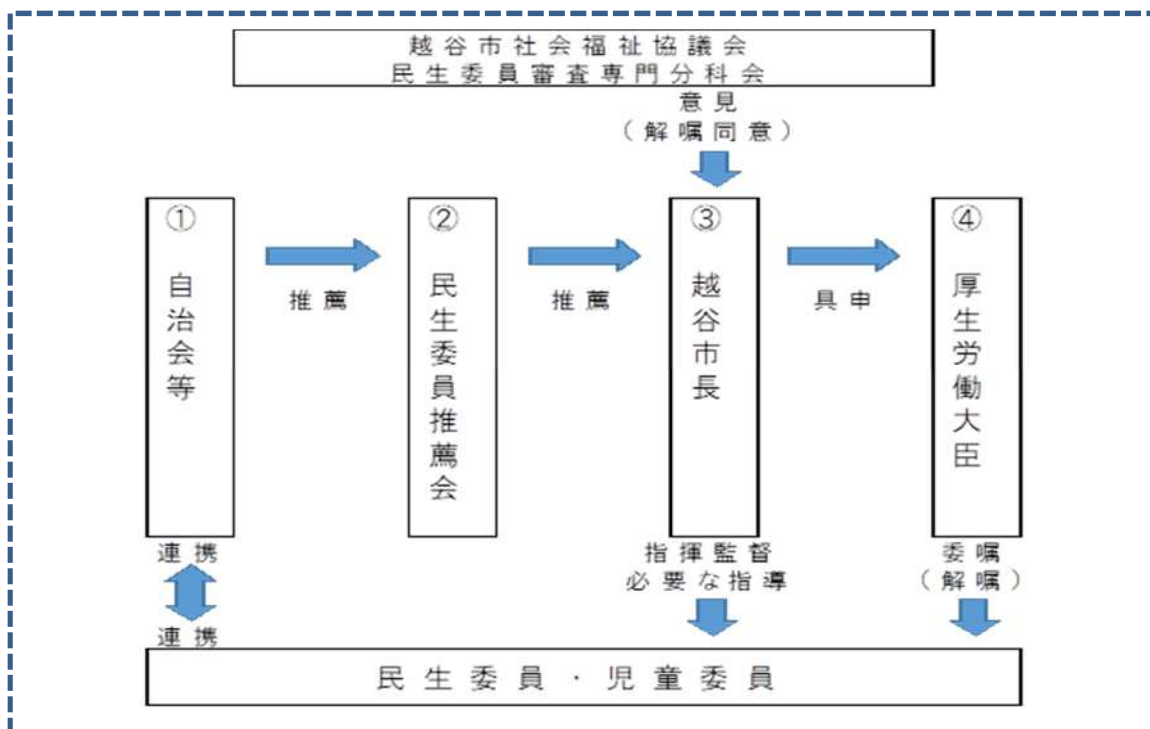 越谷市社会福祉協議会
民生委員審査専門分科会
意見
(解嘱同意)
①
自治会等
推薦
②
民生委員推薦会
推薦
③
越谷市長
具申
④
厚生労働大臣
連携
連携
指揮監督
必要な指導
委嘱
(解嘱)
民生委員・児童委員